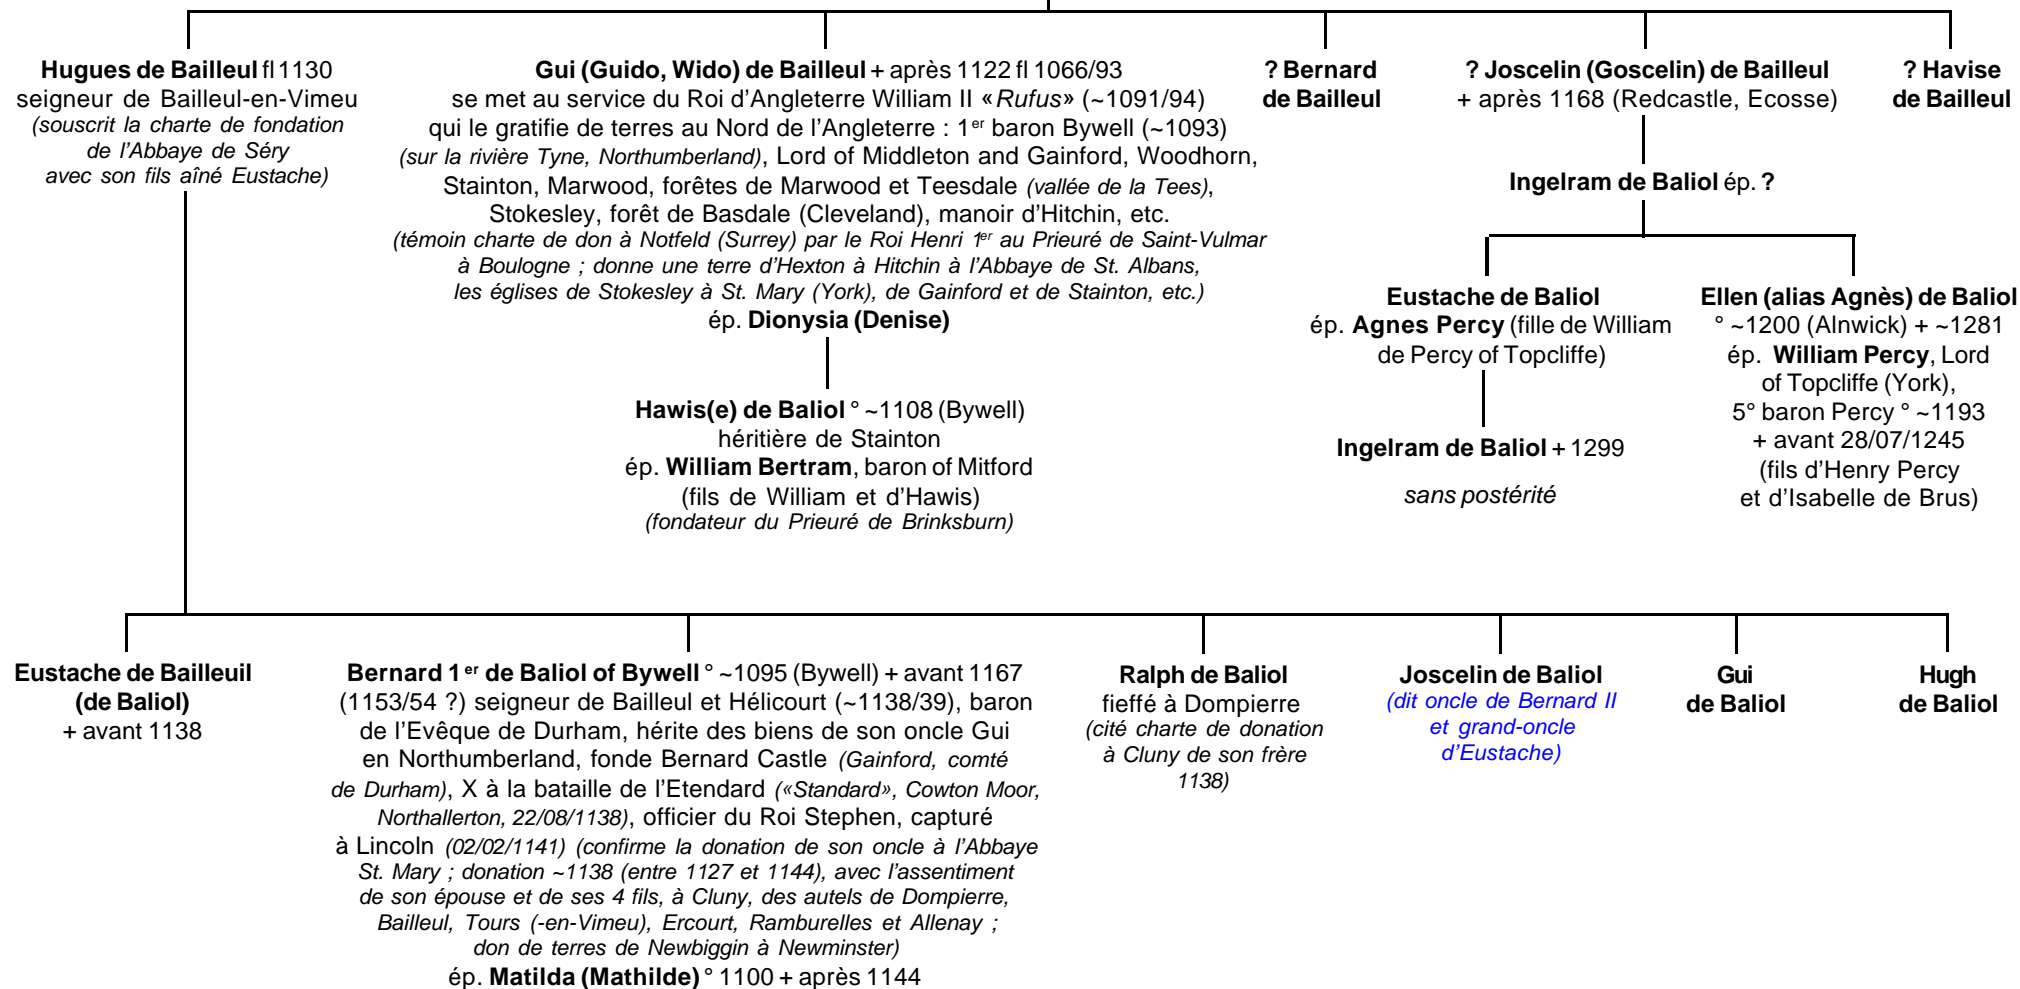 Hugues de Bailleul fl 1130
seigneur de Bailleul-en-Vimeu
(souscrit la charte de fondation
de l'Abbaye de Séry
avec son fils aîné Eustache)
Gui (Guido, Wido) de Bailleul + après 1122 fl 1066/93
se met au service du Roi d'Angleterre William II «Rufus» (~1091/94)
qui le gratifie de terres au Nord de l'Angleterre : 1er baron Bywell (~1093)
(sur la rivière Tyne, Northumberland), Lord of Middleton and Gainford, Woodhorn,
Stainton, Marwood, forêtes de Marwood et Teesdale (vallée de la Tees),
Stokesley, forêt de Basdale (Cleveland), manoir d'Hitchin, etc.
(témoin charte de don à Notfeld (Surrey) par le Roi Henri 1er au Prieuré de Saint-Vulmar
à Boulogne ; donne une terre d'Hexton à Hitchin à l'Abbaye de St. Albans,
les églises de Stokesley à St. Mary (York), de Gainford et de Stainton, etc.)
ép. Dionysia (Denise)
? Bernard
de Bailleul
? Joscelin (Goscelin) de Bailleul
+ après 1168 (Redcastle, Ecosse)
? Havise
de Bailleul
Ingelram de Baliol ép. ?
Eustache de Baliol
ép. Agnes Percy (fille de William
de Percy of Topcliffe)
Ellen (alias Agnès) de Baliol
° ~1200 (Alnwick) + ~1281
ép. William Percy, Lord
of Topcliffe (York),
5° baron Percy ° ~1193
+ avant 28/07/1245
(fils d'Henry Percy
et d'Isabelle de Brus)
Hawis(e) de Baliol ° ~1108 (Bywell)
héritière de Stainton
ép. William Bertram, baron of Mitford
(fils de William et d'Hawis)
(fondateur du Prieuré de Brinksburn)
Ingelram de Baliol + 1299
sans postérité
Eustache de Bailleuil
(de Baliol)
+ avant 1138
Bernard 1er de Baliol of Bywell ° ~1095 (Bywell) + avant 1167
(1153/54 ?) seigneur de Bailleul et Hélicourt (~1138/39), baron
de l'Evêque de Durham, hérite des biens de son oncle Gui
en Northumberland, fonde Bernard Castle (Gainford, comté
de Durham), X à la bataille de l'Etendard («Standard», Cowton Moor,
Northallerton, 22/08/1138), officier du Roi Stephen, capturé
à Lincoln (02/02/1141) (confirme la donation de son oncle à l'Abbaye
St. Mary ; donation ~1138 (entre 1127 et 1144), avec l'assentiment
de son épouse et de ses 4 fils, à Cluny, des autels de Dompierre,
Bailleul, Tours (-en-Vimeu), Ercourt, Ramburelles et Allenay ;
don de terres de Newbiggin à Newminster)
ép. Matilda (Mathilde) ° 1100 + après 1144
Ralph de Baliol
fieffé à Dompierre
(cité charte de donation
à Cluny de son frère
1138)
Joscelin de Baliol
(dit oncle de Bernard II
et grand-oncle
d'Eustache)
Gui
de Baliol
Hugh
de Baliol